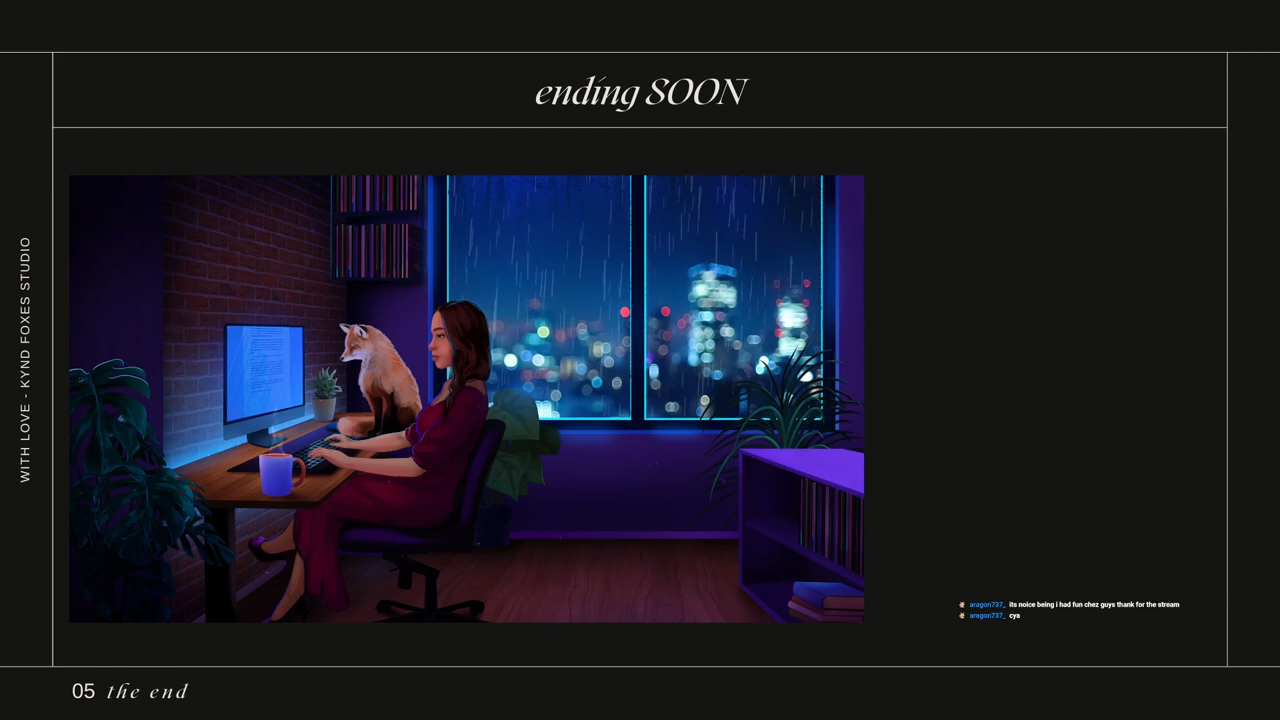 ending SOON
WITH LOVE - KYND FOXES STUDIO
aragon737_ its noice being i had fun chez guys thank for the stream
aragon737_ cya
05 the end